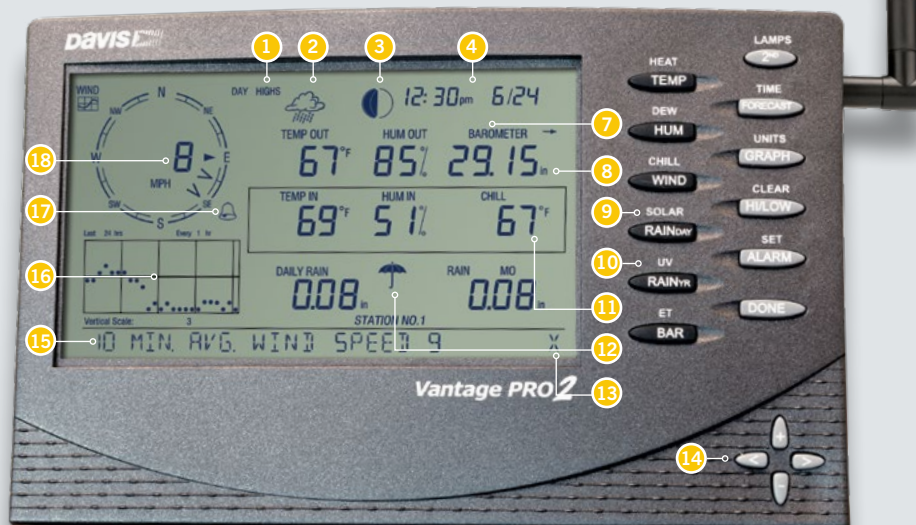 DAVIS
1 2 3 4
WIND
DAY HIGHS
12:30pm 6/24
N
NE
E
SE
S
SW
W
NW
8
MPH
18
17
TEMP OUT HUM OUT BAROMETER
67°F 85% 29.15in
7
8
TEMP IN HUM IN CHILL
69°F 51% 67°F
11
Last 24 hrs Every 1 hr
16
Vertical Scale: 3
DAILY RAIN RAIN MO
0.08in 0.08in
STATION NO.1
12
15
10 MIN. AVG. WIND SPEED 9 X
13
Vantage PRO2
HEAT
TEMP
DEW
HUM
CHILL
WIND
9
SOLAR
RAINDAY
10
UV
RAINYR
ET
BAR
LAMPS
2ND
TIME
FORECAST
UNITS
GRAPH
CLEAR
HI/LOW
SET
ALARM
DONE
14
+
< >
-